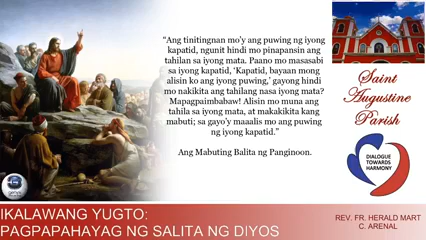 “Ang tinitingnan mo’y ang puwing ng iyong
kapatid, ngunit hindi mo pinapansin ang
tahilan sa iyong mata. Paano mo masasabi
sa iyong kapatid, ‘Kapatid, bayaan mong
alisin ko ang iyong puwing,’ gayong hindi
mo nakikita ang tahilang nasa iyong mata?
Mapagpaimbabaw! Alisin mo muna ang
tahila sa iyong mata, at makakikita kang
mabuti; sa gayo’y maaalis mo ang puwing
ng iyong kapatid.”
Ang Mabuting Balita ng Panginoon.
Saint
Augustine
Parish
DIALOGUE
TOWARDS
HARMONY
IKALAWANG YUGTO:
PAGPAPAHAYAG NG SALITA NG DIYOS
REV. FR. HERALD MART
C. ARENAL